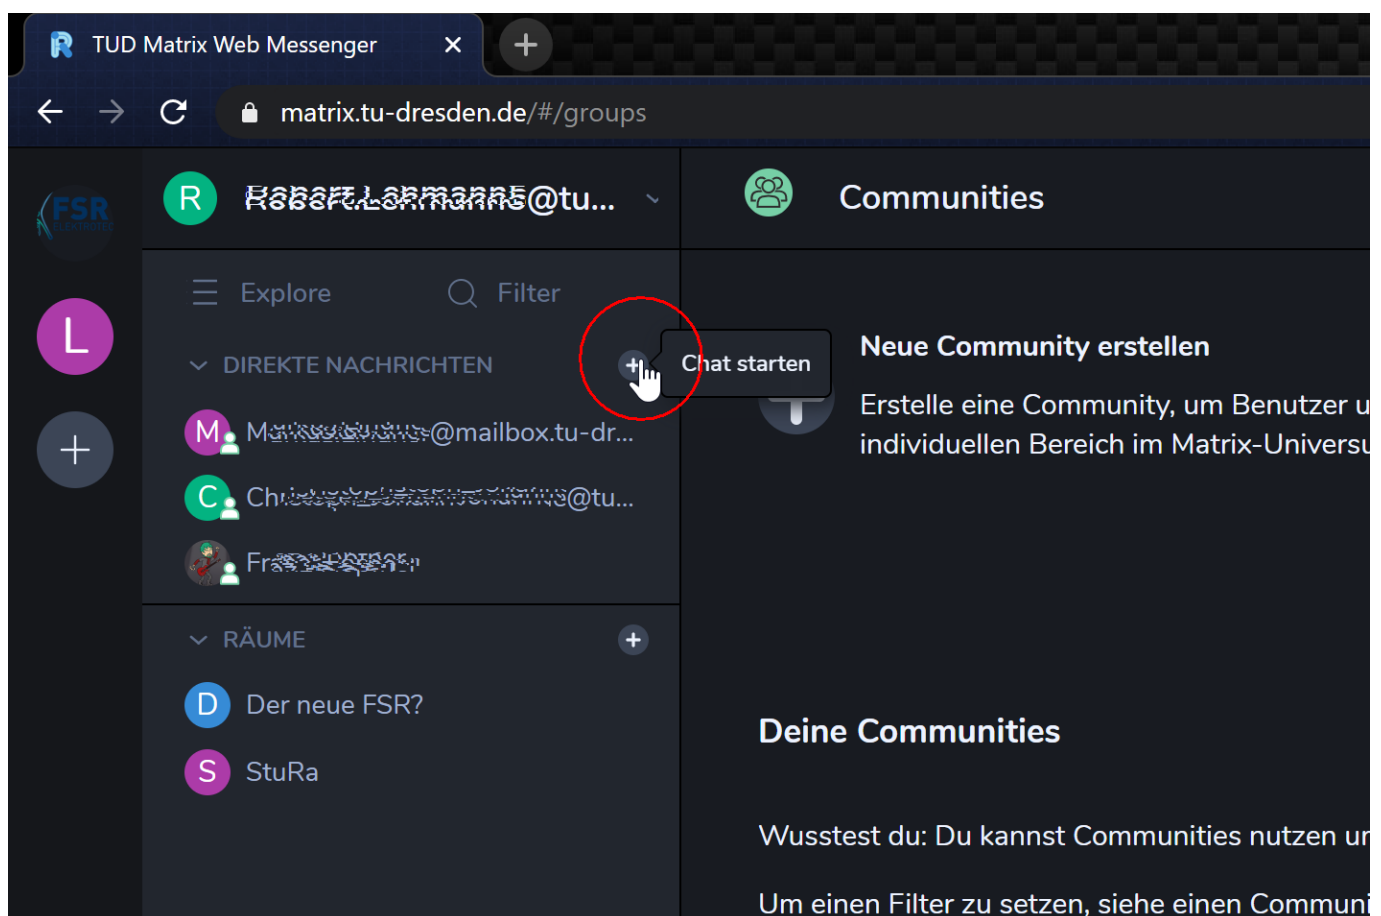 TUD Matrix Web Messenger
matrix.tu-dresden.de/#/groups
FSR
ELEKTROTEC
R
@tu...
Communities
Explore
Filter
L
DIREKTE NACHRICHTEN
Chat starten
Neue Community erstellen
Erstelle eine Community, um Benutzer u
individuellen Bereich im Matrix-Universu
M
@mailbox.tu-dr...
C
@tu...
RÄUME
D
Der neue FSR?
S
StuRa
Deine Communities
Wusstest du: Du kannst Communities nutzen un
Um einen Filter zu setzen, siehe einen Communi